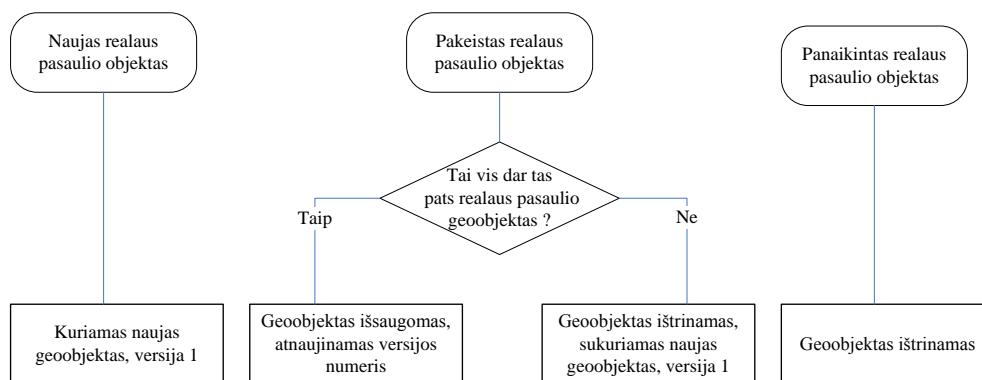 Naujas realaus
pasaulio objektas
Pakeistas realaus
pasaulio objektas
Panaikintas realaus
pasaulio objektas
Tai vis dar tas
pats realaus pasaulio
geoobjektas ?
Taip
Ne
Kuriamas naujas
geoobjektas, versija 1
Geoobjektas išsaugomas,
atnaujinamas versijos
numeris
Geoobjektas ištrinamas,
sukuriamas naujas
geoobjektas, versija 1
Geoobjektas ištrinamas